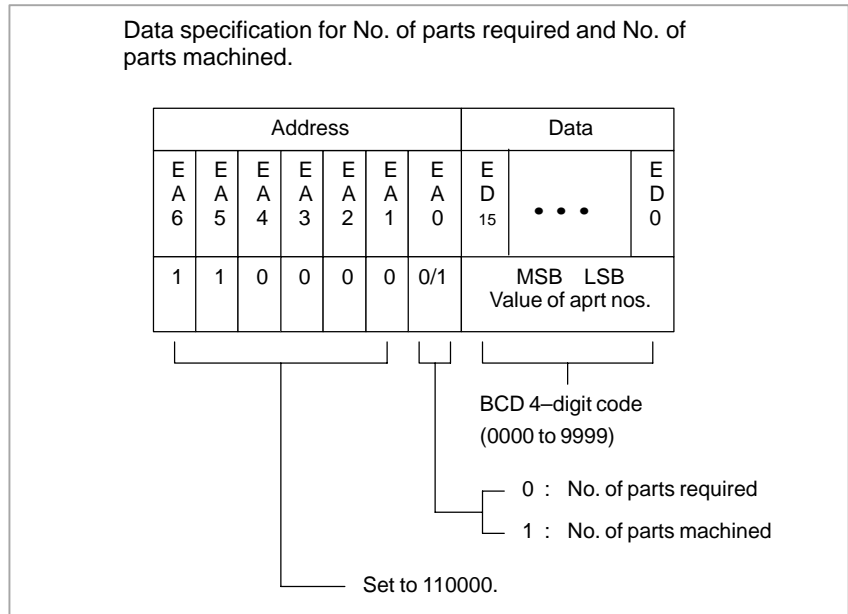 Data specification for No. of parts required and No. of
parts machined.
Address Data
E E E E E E E E E
A A A A A A A D D
6 5 4 3 2 1 0 15 • • • 0
1 1 0 0 0 0 0/1 MSB LSB
Value of aprt nos.
BCD 4–digit code
(0000 to 9999)
0 : No. of parts required
1 : No. of parts machined
Set to 110000.